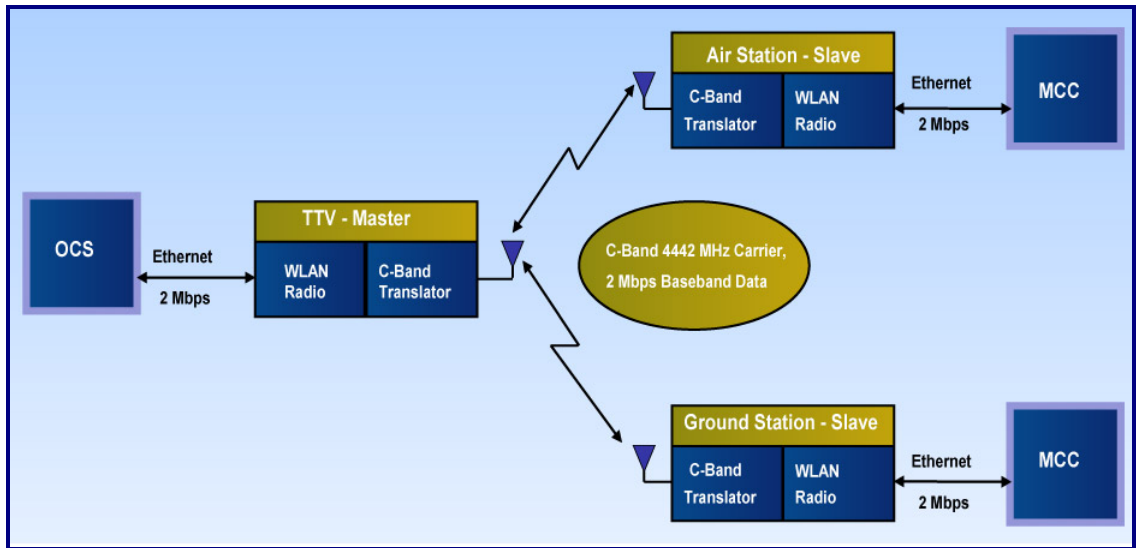 OCS
Ethernet
2 Mbps
TTV - Master
WLAN
Radio
C-Band
Translator
Air Station - Slave
C-Band
Translator
WLAN
Radio
Ethernet
2 Mbps
MCC
C-Band 4442 MHz Carrier,
2 Mbps Baseband Data
Ground Station - Slave
C-Band
Translator
WLAN
Radio
Ethernet
2 Mbps
MCC